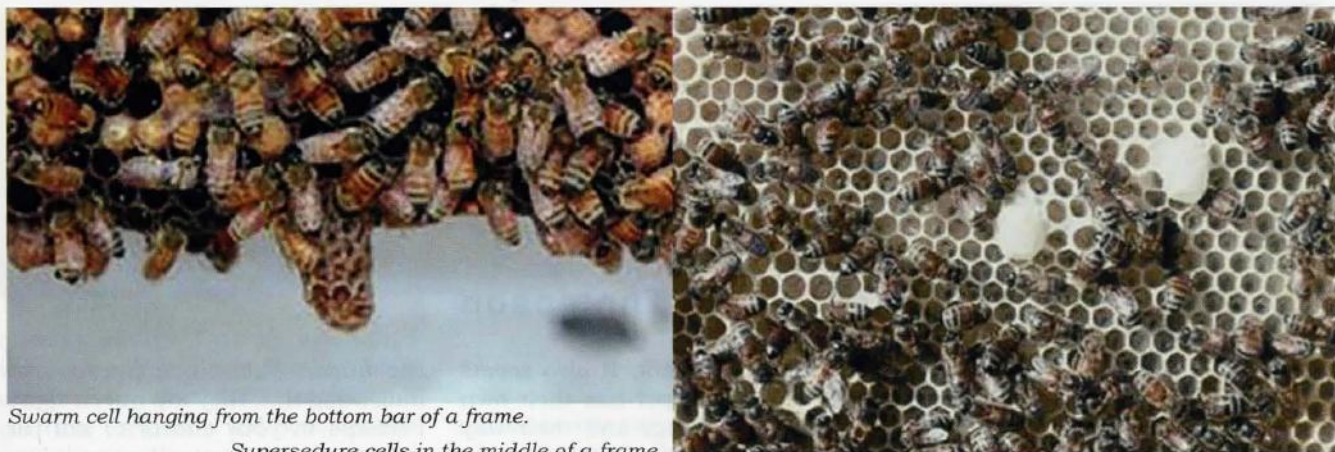 Swarm cell hanging from the bottom bar of a frame.
Supersedure cells in the middle of a frame.